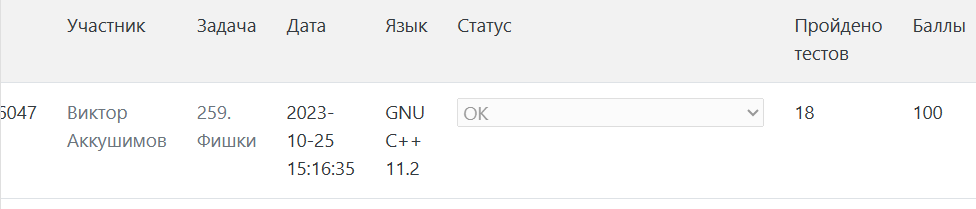 Участник Задача Дата Язык Статус Пройдено тестов Баллы
6047 Виктор Аккушимов 259. Фишки 2023-10-25 15:16:35 GNU C++ 11.2 OK 18 100